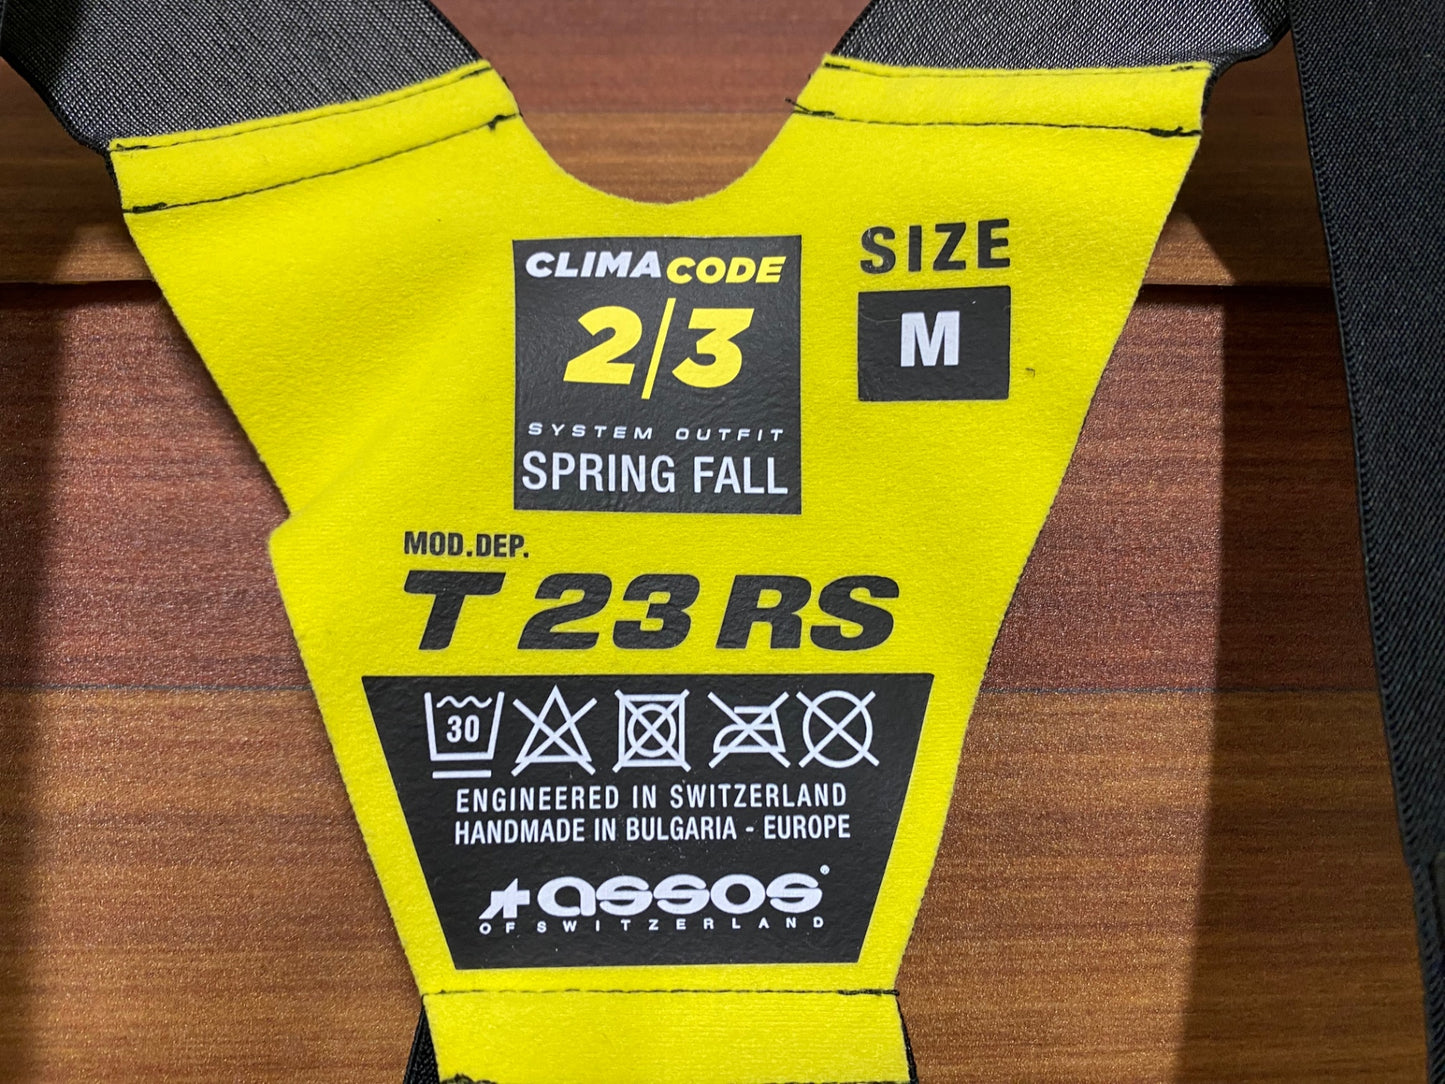 CLIMACODE
2/3
SYSTEM OUTFIT
SPRING FALL
SIZE
M
MOD.DEP.
T 23 RS
30
ENGINEERED IN SWITZERLAND
HANDMADE IN BULGARIA - EUROPE
assos®
OF SWITZERLAND